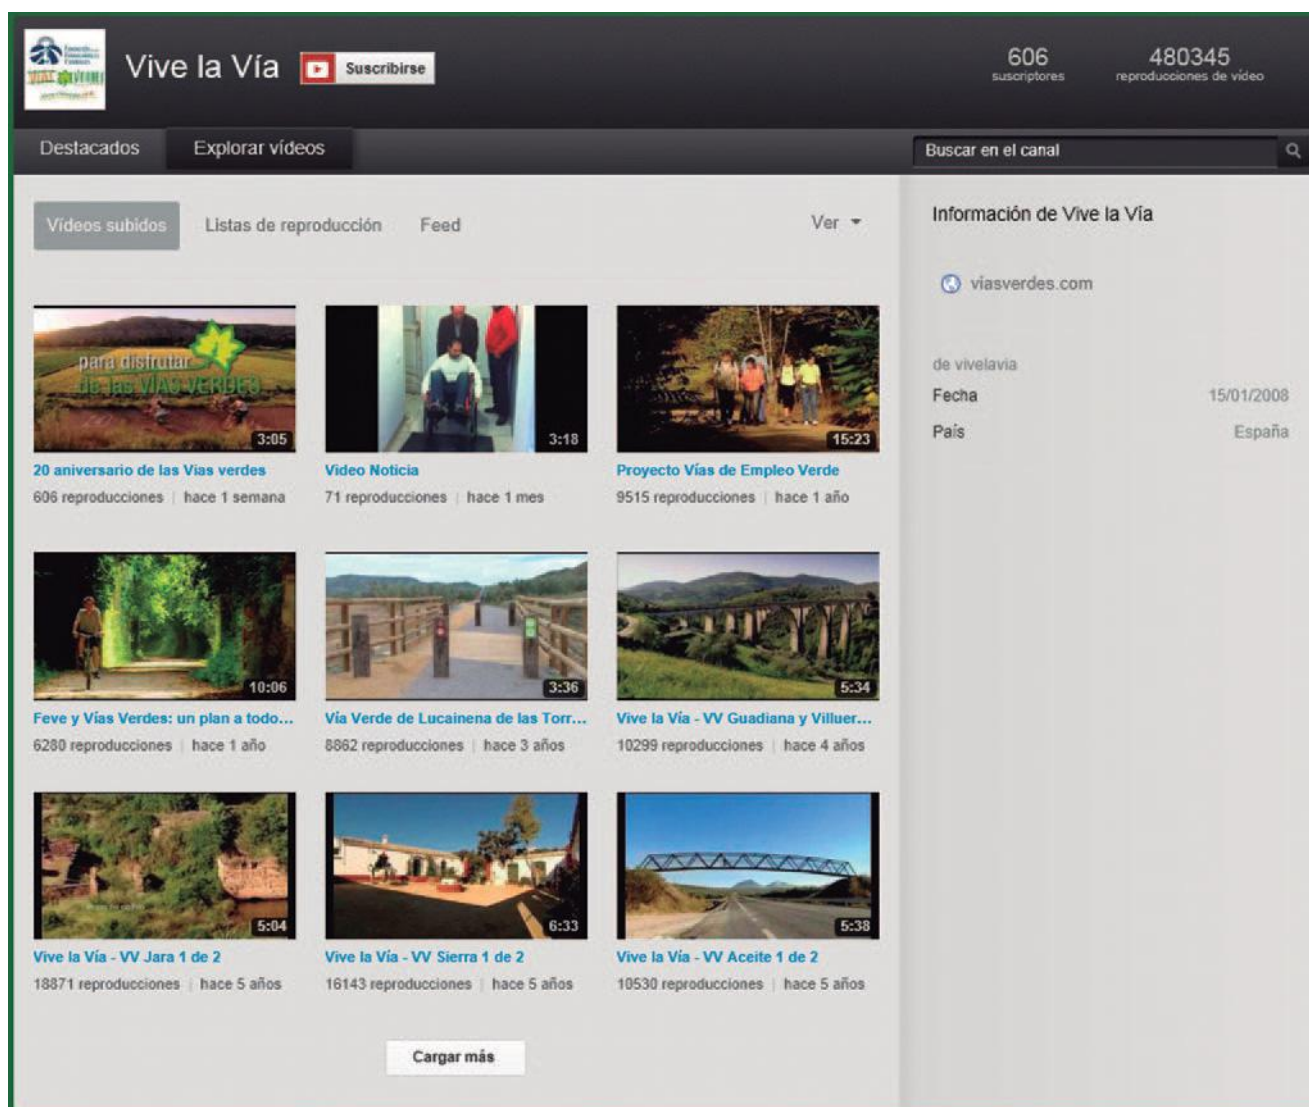 Vive la Vía
Suscribirse
606
suscriptores
480345
reproducciones de vídeo
Destacados
Explorar vídeos
Buscar en el canal
Vídeos subidos
Listas de reproducción
Feed
Ver
para disfrutar
de las VÍAS VERDES
3:05
3:18
15:23
20 aniversario de las Vias verdes
Video Noticia
Proyecto Vías de Empleo Verde
606 reproducciones | hace 1 semana
71 reproducciones | hace 1 mes
9515 reproducciones | hace 1 año
10:06
3:36
5:34
Feve y Vías Verdes: un plan a todo...
Vía Verde de Lucainena de las Torr...
Vive la Vía - VV Guadiana y Villuer...
6280 reproducciones | hace 1 año
8862 reproducciones | hace 3 años
10299 reproducciones | hace 4 años
5:04
6:33
5:38
Vive la Vía - VV Jara 1 de 2
Vive la Vía - VV Sierra 1 de 2
Vive la Vía - VV Aceite 1 de 2
18871 reproducciones | hace 5 años
16143 reproducciones | hace 5 años
10530 reproducciones | hace 5 años
Cargar más
Información de Vive la Vía
viasverdes.com
de vivelavia
Fecha 15/01/2008
País España